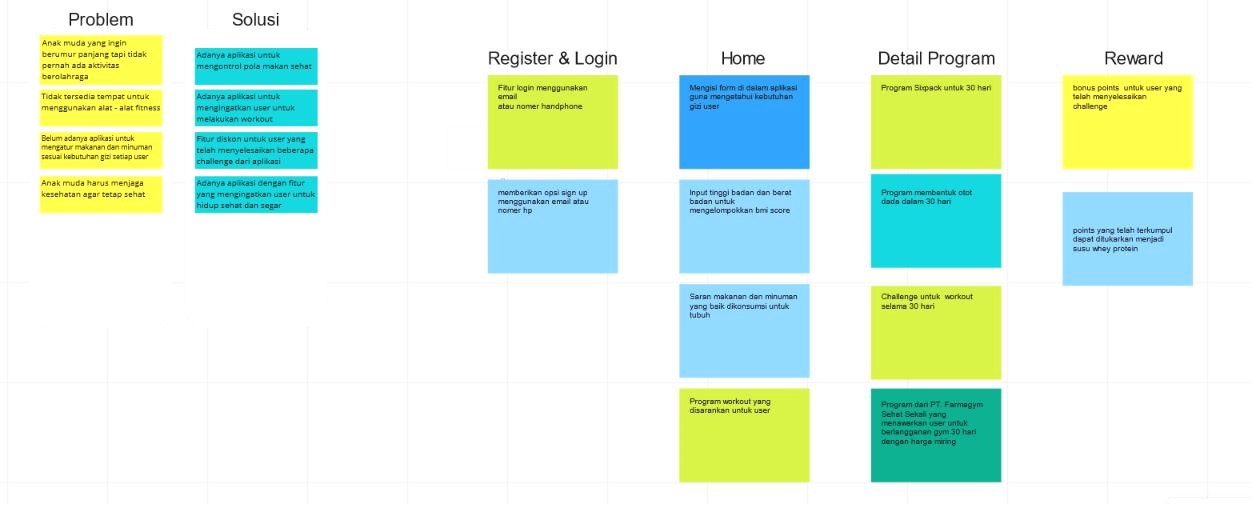 Problem
Anak muda yang ingin
berumur panjang tapi tidak
pernah ada aktivitas
berolahraga
Tidak tersedia tempat untuk
menggunakan alat - alat fitness
Belum adanya aplikasi untuk
mengatur makanan dan minuman
sesuai kebutuhan gizi setiap user
Anak muda harus menjaga
kesehatan agar tetap sehat
Solusi
Adanya aplikasi untuk
mengontrol pola makan sehat
Adanya aplikasi untuk
mengingatkan user untuk
melakukan workout
Fitur diskon untuk user yang
telah menyelesaikan beberapa
challenge dari aplikasi
Adanya aplikasi dengan fitur
yang mengingatkan user untuk
hidup sehat dan segar
Register & Login
Fitur login menggunakan
email
atau nomer handphone
memberikan opsi sign up
menggunakan email atau
nomer hp
Home
Mengisi form di dalam aplikasi
guna mengetahui kebutuhan
gizi user
Input tinggi badan dan berat
badan untuk
mengelompokkan bmi score
Saran makanan dan minuman
yang baik dikonsumsi untuk
tubuh
Program workout yang
disarankan untuk user
Detail Program
Program Sixpack untuk 30 hari
Program membentuk otot
dada dalam 30 hari
Challenge untuk workout
selama 30 hari
Program dari PT. Farmagym
Sehat Sekali yang
menawarkan user untuk
berlangganan gym 30 hari
dengan harga miring
Reward
bonus points untuk user yang
telah menyelesaikan
challenge
points yang telah terkumpul
dapat ditukarkan menjadi
susu whey protein